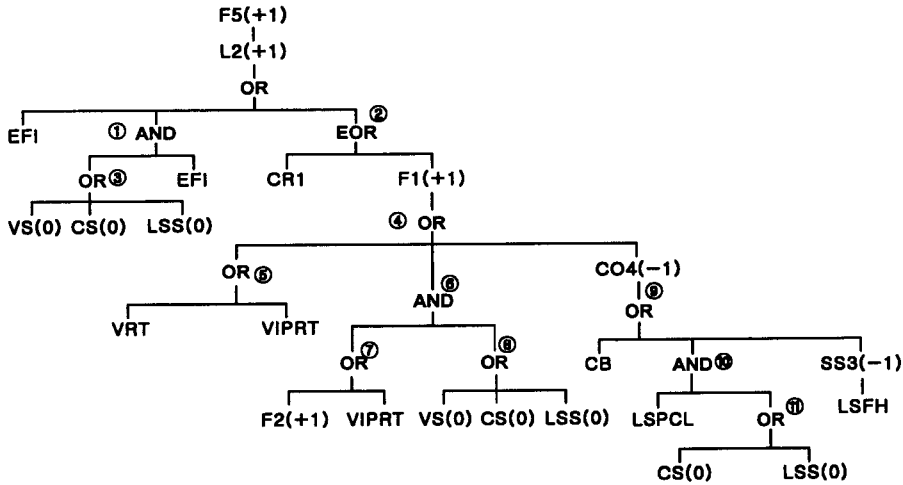 F5(+1)
L2(+1)
OR
EFI ① AND EOR ②
OR ③ EFI CR1 F1(+1)
VS(0) CS(0) LSS(0) ④ OR
OR ⑤ AND ⑥ CO4(-1)
OR ⑨
VRT VIPRT
OR ⑦ OR ⑧ CB AND ⑩ SS3(-1)
F2(+1) VIPRT VS(0) CS(0) LSS(0) LSPCL OR ⑪ LSFH
CS(0) LSS(0)